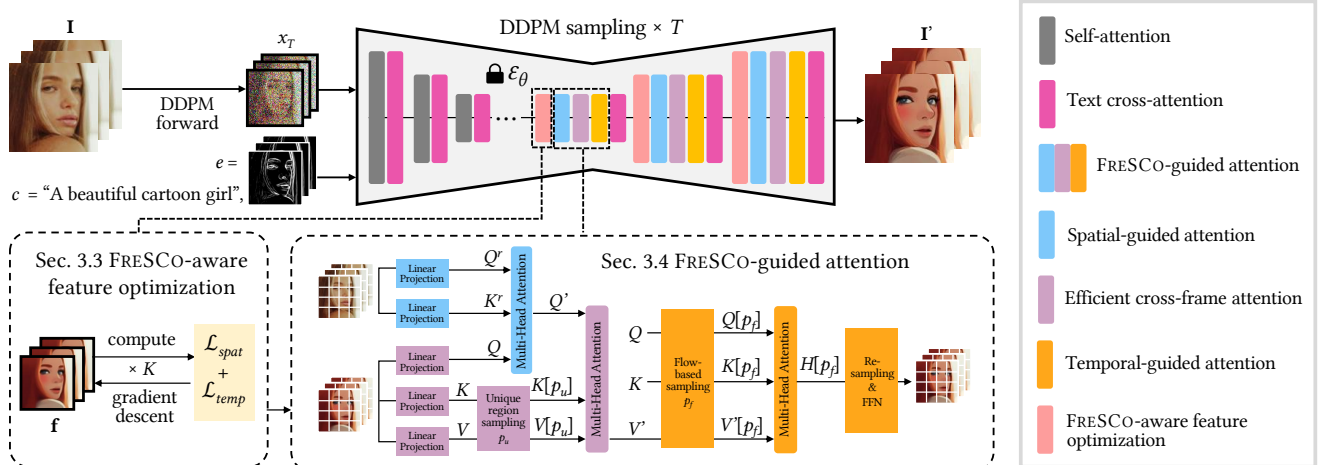 I
DDPM forward
x_T
e =
c = “A beautiful cartoon girl”,
DDPM sampling × T
ε_θ
I’
Sec. 3.3 FRESCO-aware
feature optimization
compute
× K
gradient
descent
f
ℒ_spat
+
ℒ_temp
Sec. 3.4 FRESCO-guided attention
Linear
Projection
Q^r
Linear
Projection
K^r
Multi-Head Attention
Q’
Linear
Projection
Q
Linear
Projection
K
Unique
region
sampling
p_u
K[p_u]
Linear
Projection
V
V[p_u]
Multi-Head Attention
V’
Q
K
Flow-
based
sampling
p_f
Q[p_f]
K[p_f]
V’[p_f]
Multi-Head Attention
H[p_f]
Re-
sampling
&
FFN
Self-attention
Text cross-attention
FRESCO-guided attention
Spatial-guided attention
Efficient cross-frame attention
Temporal-guided attention
FRESCO-aware feature
optimization